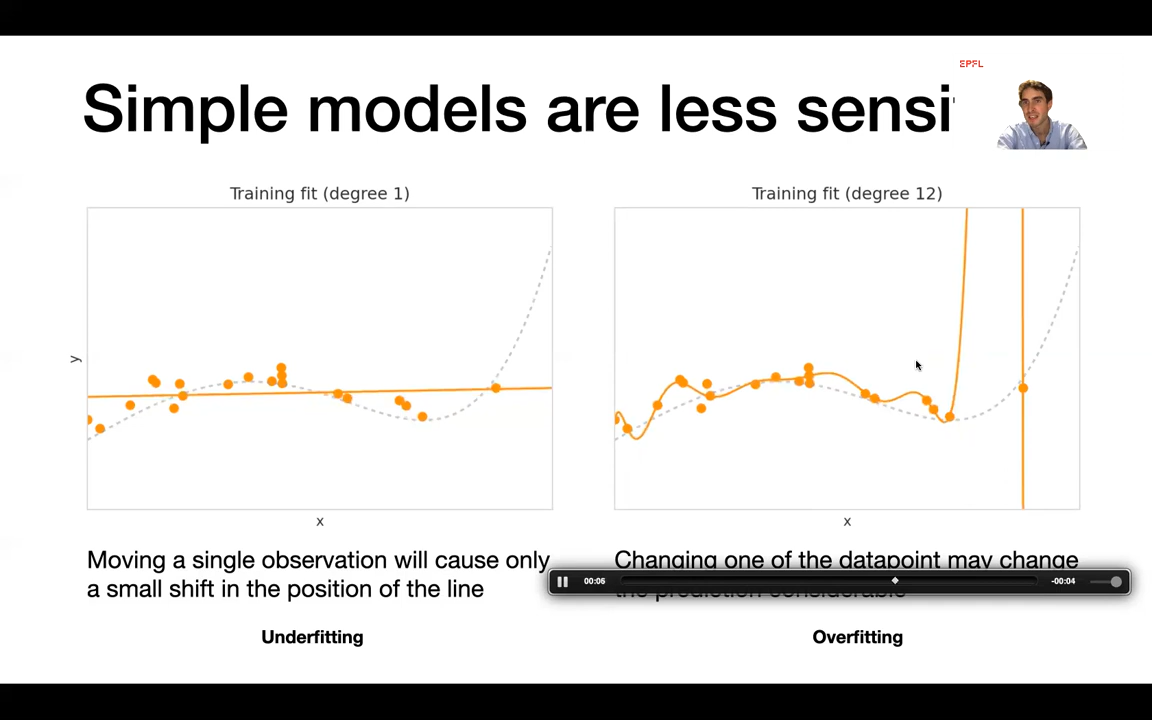 EPFL
Simple models are less sensi
Training fit (degree 1)
Training fit (degree 12)
y
x
x
Moving a single observation will cause only
a small shift in the position of the line
Changing one of the datapoint may change
the prediction considerable
00:06
-00:04
Underfitting
Overfitting